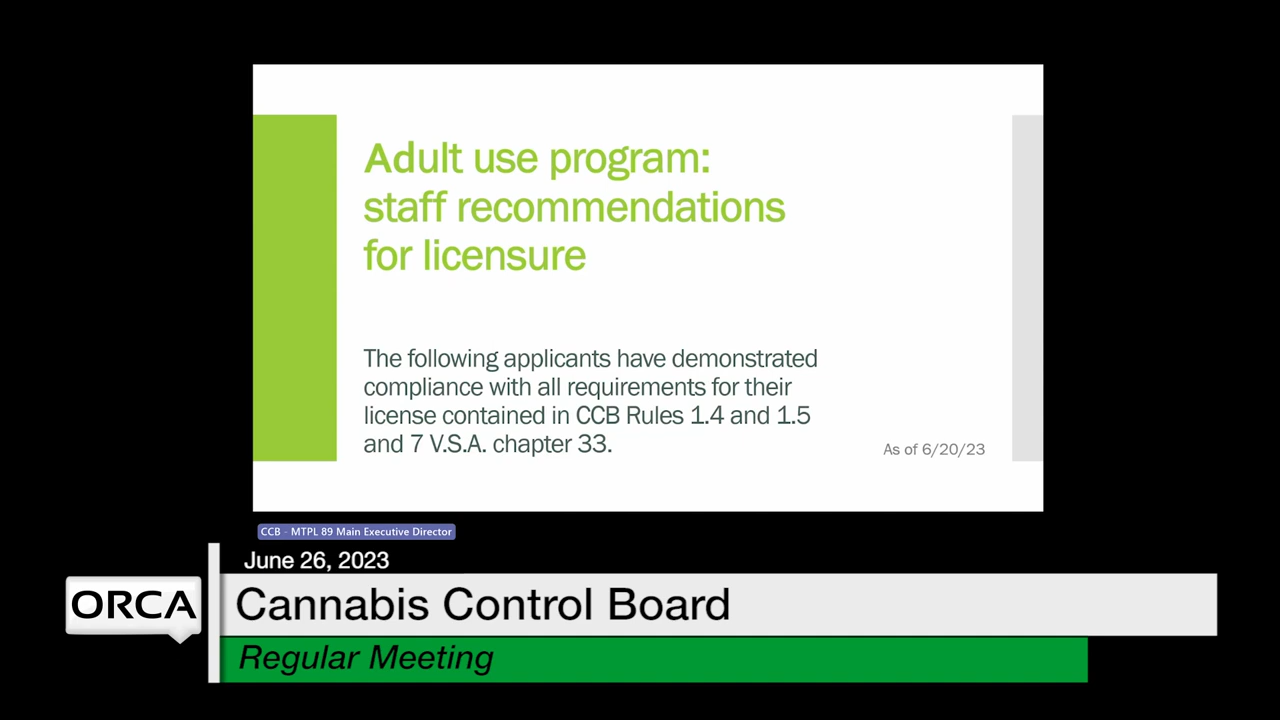 Adult use program:
staff recommendations
for licensure
The following applicants have demonstrated
compliance with all requirements for their
license contained in CCB Rules 1.4 and 1.5
and 7 V.S.A. chapter 33.
As of 6/20/23
CCB - MTPL 89 Main Executive Director
June 26, 2023
ORCA
Cannabis Control Board
Regular Meeting